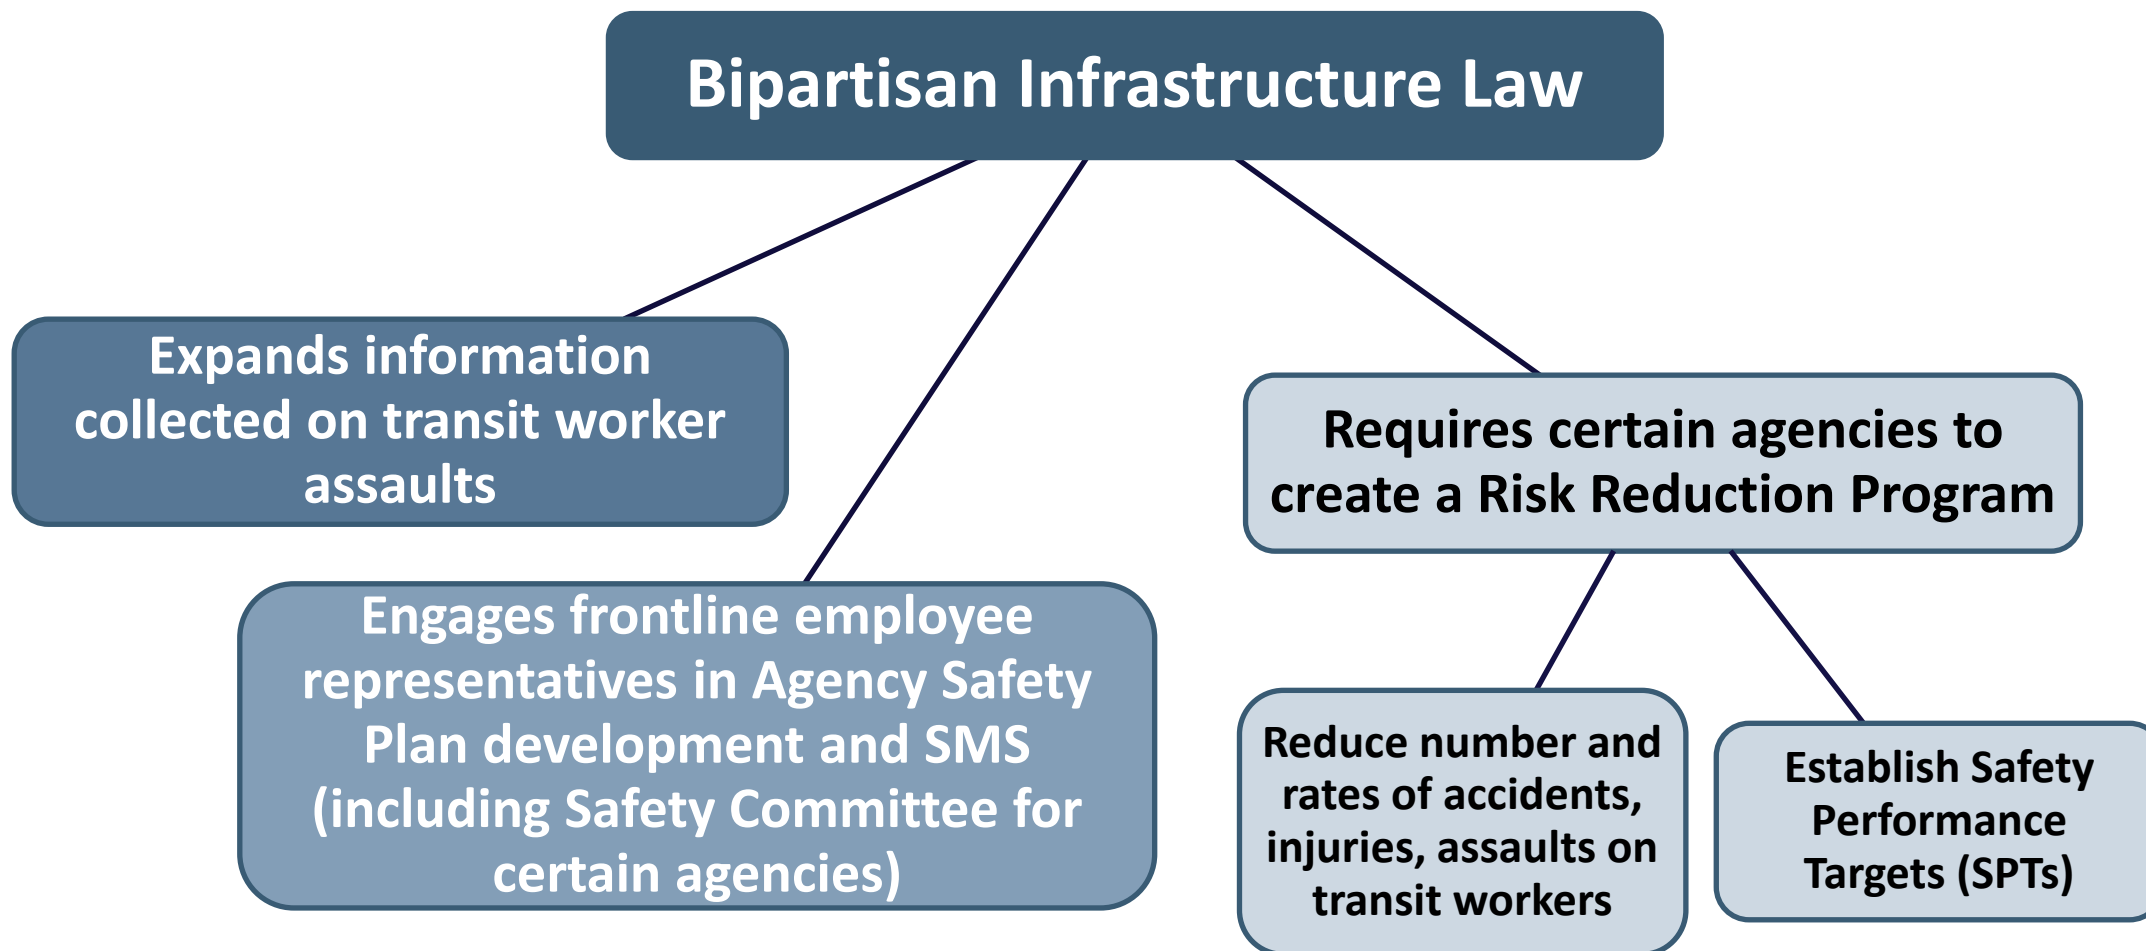 Bipartisan Infrastructure Law
Expands information
collected on transit worker
assaults
Engages frontline employee
representatives in Agency Safety
Plan development and SMS
(including Safety Committee for
certain agencies)
Requires certain agencies to
create a Risk Reduction Program
Reduce number and
rates of accidents,
injuries, assaults on
transit workers
Establish Safety
Performance
Targets (SPTs)